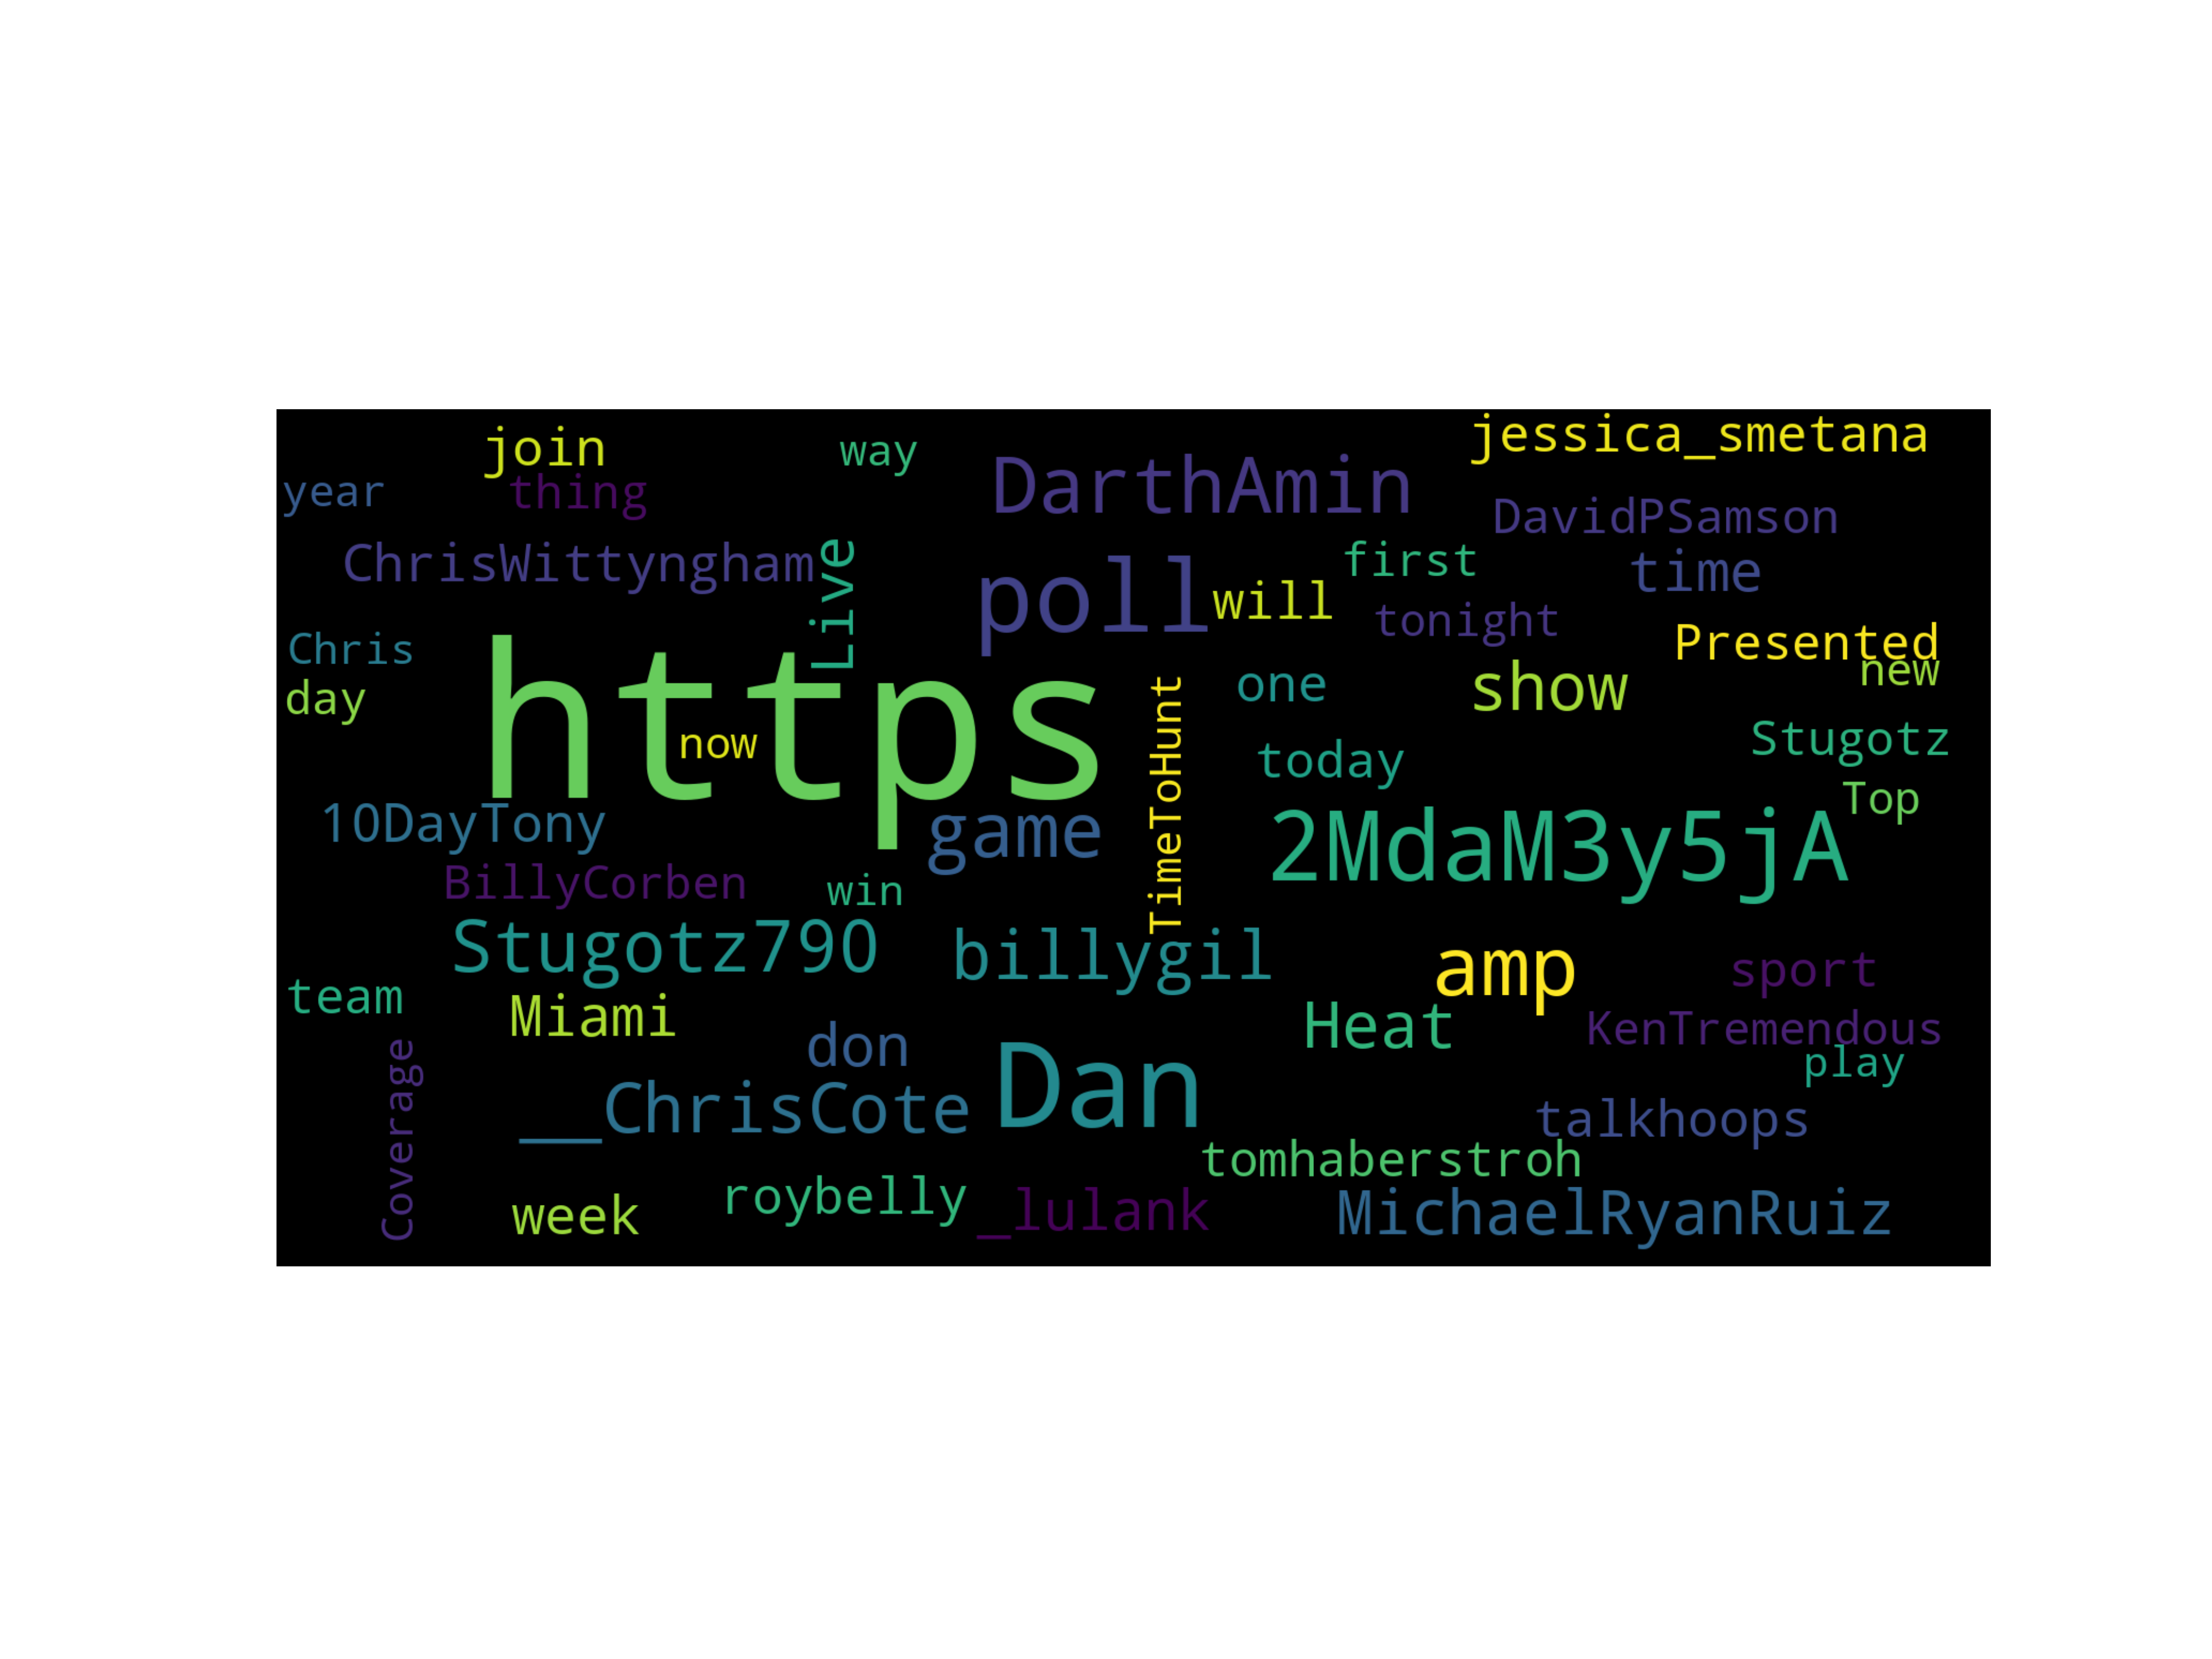 join
way
jessica_smetana
year
thing
DarthAmin
DavidPSamson
ChrisWittyngham
Live
poll
first
time
will
tonight
Chris
https
Presented
new
day
now
TimeToHunt
one
show
Stugotz
today
Top
10DayTony
game
2MdaM3y5jA
BillyCorben
win
Stugotz790
billygil
amp
sport
team
Miami
don
Heat
KenTremendous
play
Coverage
__ChrisCote
Dan
talkhoops
tomhaberstroh
week
roybelly
_lulank
MichaelRyanRuiz